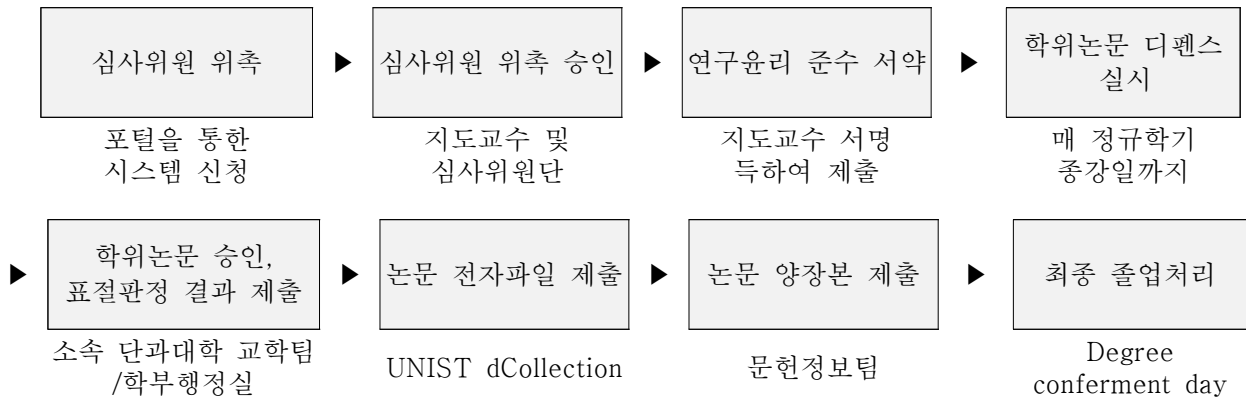 심사위원 위촉
▶
심사위원 위촉 승인
▶
연구윤리 준수 서약
▶
학위논문 디펜스
실시
포털을 통한
시스템 신청
지도교수 및
심사위원단
지도교수 서명
득하여 제출
매 정규학기
종강일까지
▶
학위논문 승인,
표절판정 결과 제출
▶
논문 전자파일 제출
▶
논문 양장본 제출
▶
최종 졸업처리
소속 단과대학 교학팀
/학부행정실
UNIST dCollection
문헌정보팀
Degree
conferment day